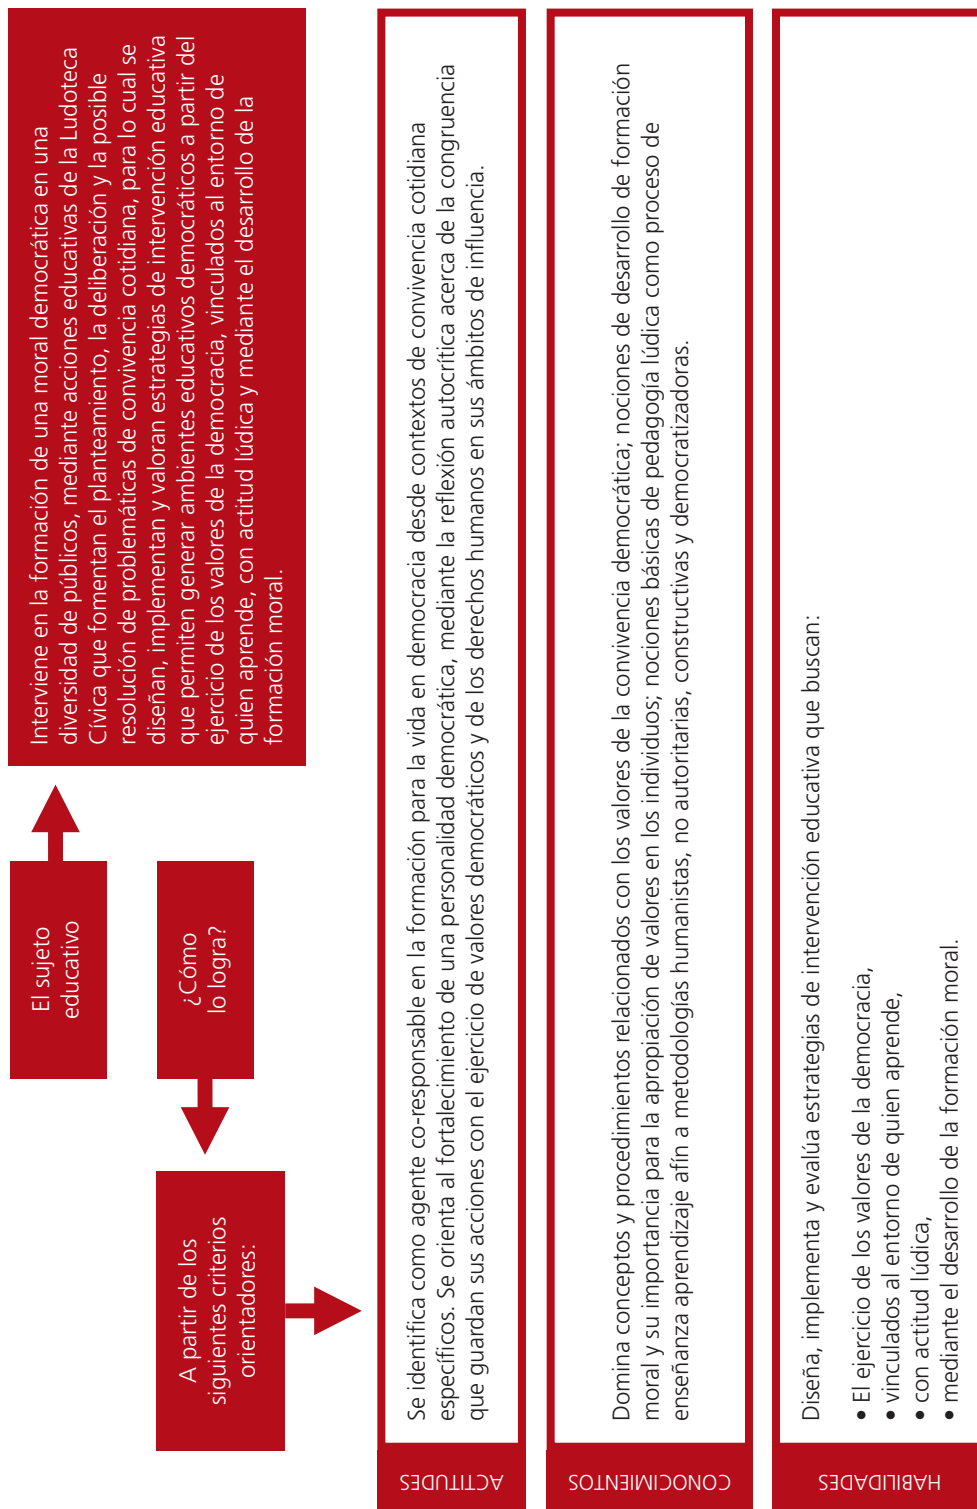 El sujeto
educativo
Interviene en la formación de una moral democrática en una
diversidad de públicos, mediante acciones educativas de la Ludoteca
Cívica que fomentan el planteamiento, la deliberación y la posible
resolución de problemáticas de convivencia cotidiana, para lo cual se
diseñan, implementan y valoran estrategias de intervención educativa
que permiten generar ambientes educativos democráticos a partir del
ejercicio de los valores de la democracia, vinculados al entorno de
quien aprende, con actitud lúdica y mediante el desarrollo de la
formación moral.
¿Cómo
lo logra?
A partir de los
siguientes criterios
orientadores:
ACTITUDES
Se identifica como agente co-responsable en la formación para la vida en democracia desde contextos de convivencia cotidiana
específicos. Se orienta al fortalecimiento de una personalidad democrática, mediante la reflexión autocrítica acerca de la congruencia
que guardan sus acciones con el ejercicio de valores democráticos y de los derechos humanos en sus ámbitos de influencia.
CONOCIMIENTOS
Domina conceptos y procedimientos relacionados con los valores de la convivencia democrática; nociones de desarrollo de formación
moral y su importancia para la apropiación de valores en los individuos; nociones básicas de pedagogía lúdica como proceso de
enseñanza aprendizaje afín a metodologías humanistas, no autoritarias, constructivas y democratizadoras.
HABILIDADES
Diseña, implementa y evalúa estrategias de intervención educativa que buscan:
• El ejercicio de los valores de la democracia,
• vinculados al entorno de quien aprende,
• con actitud lúdica,
• mediante el desarrollo de la formación moral.